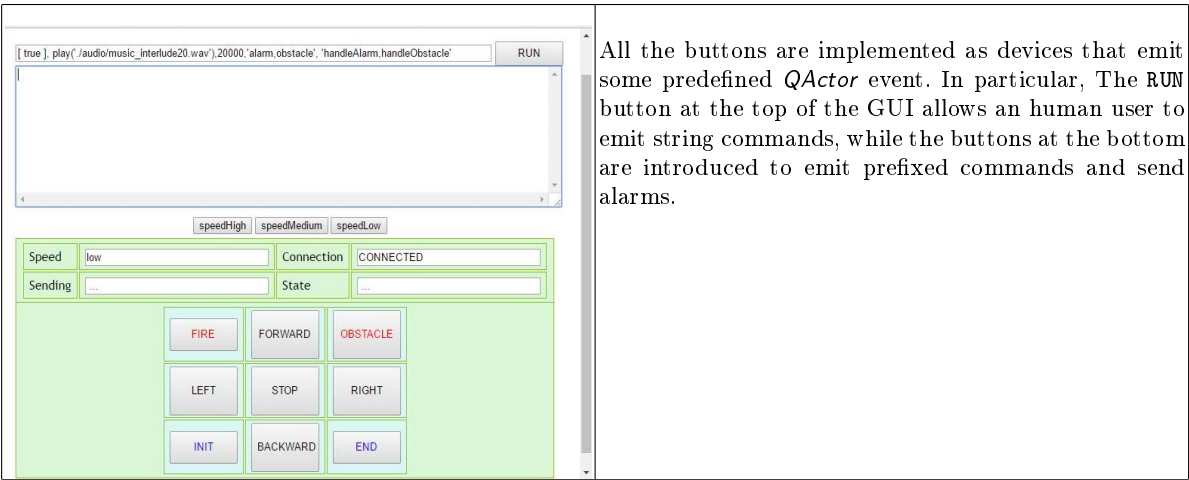 [ true ], play('./audio/music_interlude20.wav'),20000,'alarm,obstacle', 'handleAlarm,handleObstacle'
RUN
speedHigh speedMedium speedLow
Speed low Connection CONNECTED
Sending ... State ...
FIRE FORWARD OBSTACLE
LEFT STOP RIGHT
INIT BACKWARD END
All the buttons are implemented as devices that emit
some predefined QActor event. In particular, The RUN
button at the top of the GUI allows an human user to
emit string commands, while the buttons at the bottom
are introduced to emit prefixed commands and send
alarms.